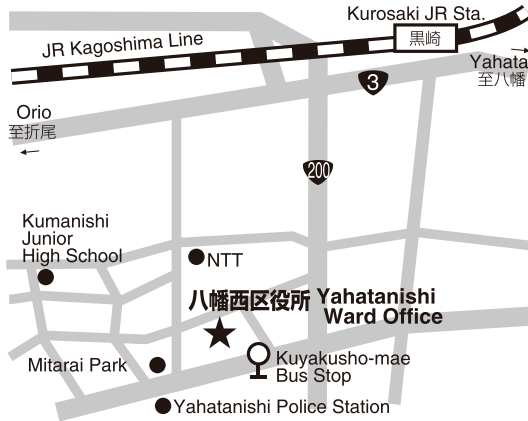 Kurosaki JR Sta.
黒崎
JR Kagoshima Line
Yahata
至八幡
3
Orio
至折尾
200
Kumanishi
Junior
High School
NTT
八幡西区役所 Yahatanishi
Ward Office
Mitarai Park
Kuyakusho-mae
Bus Stop
Yahatanishi Police Station